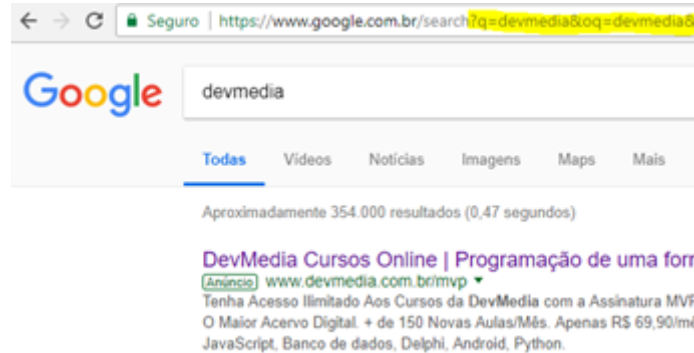 Seguro | https://www.google.com.br/search?q=devmedia&oq=devmedia&
Google devmedia
Todas Vídeos Notícias Imagens Maps Mais
Aproximadamente 354.000 resultados (0,47 segundos)
DevMedia Cursos Online | Programação de uma forr
Anúncio www.devmedia.com.br/mvp
Tenha Acesso Ilimitado Aos Cursos da DevMedia com a Assinatura MVP
O Maior Acervo Digital. + de 150 Novas Aulas/Mês. Apenas R$ 69,90/mê
JavaScript, Banco de dados, Delphi, Android, Python.